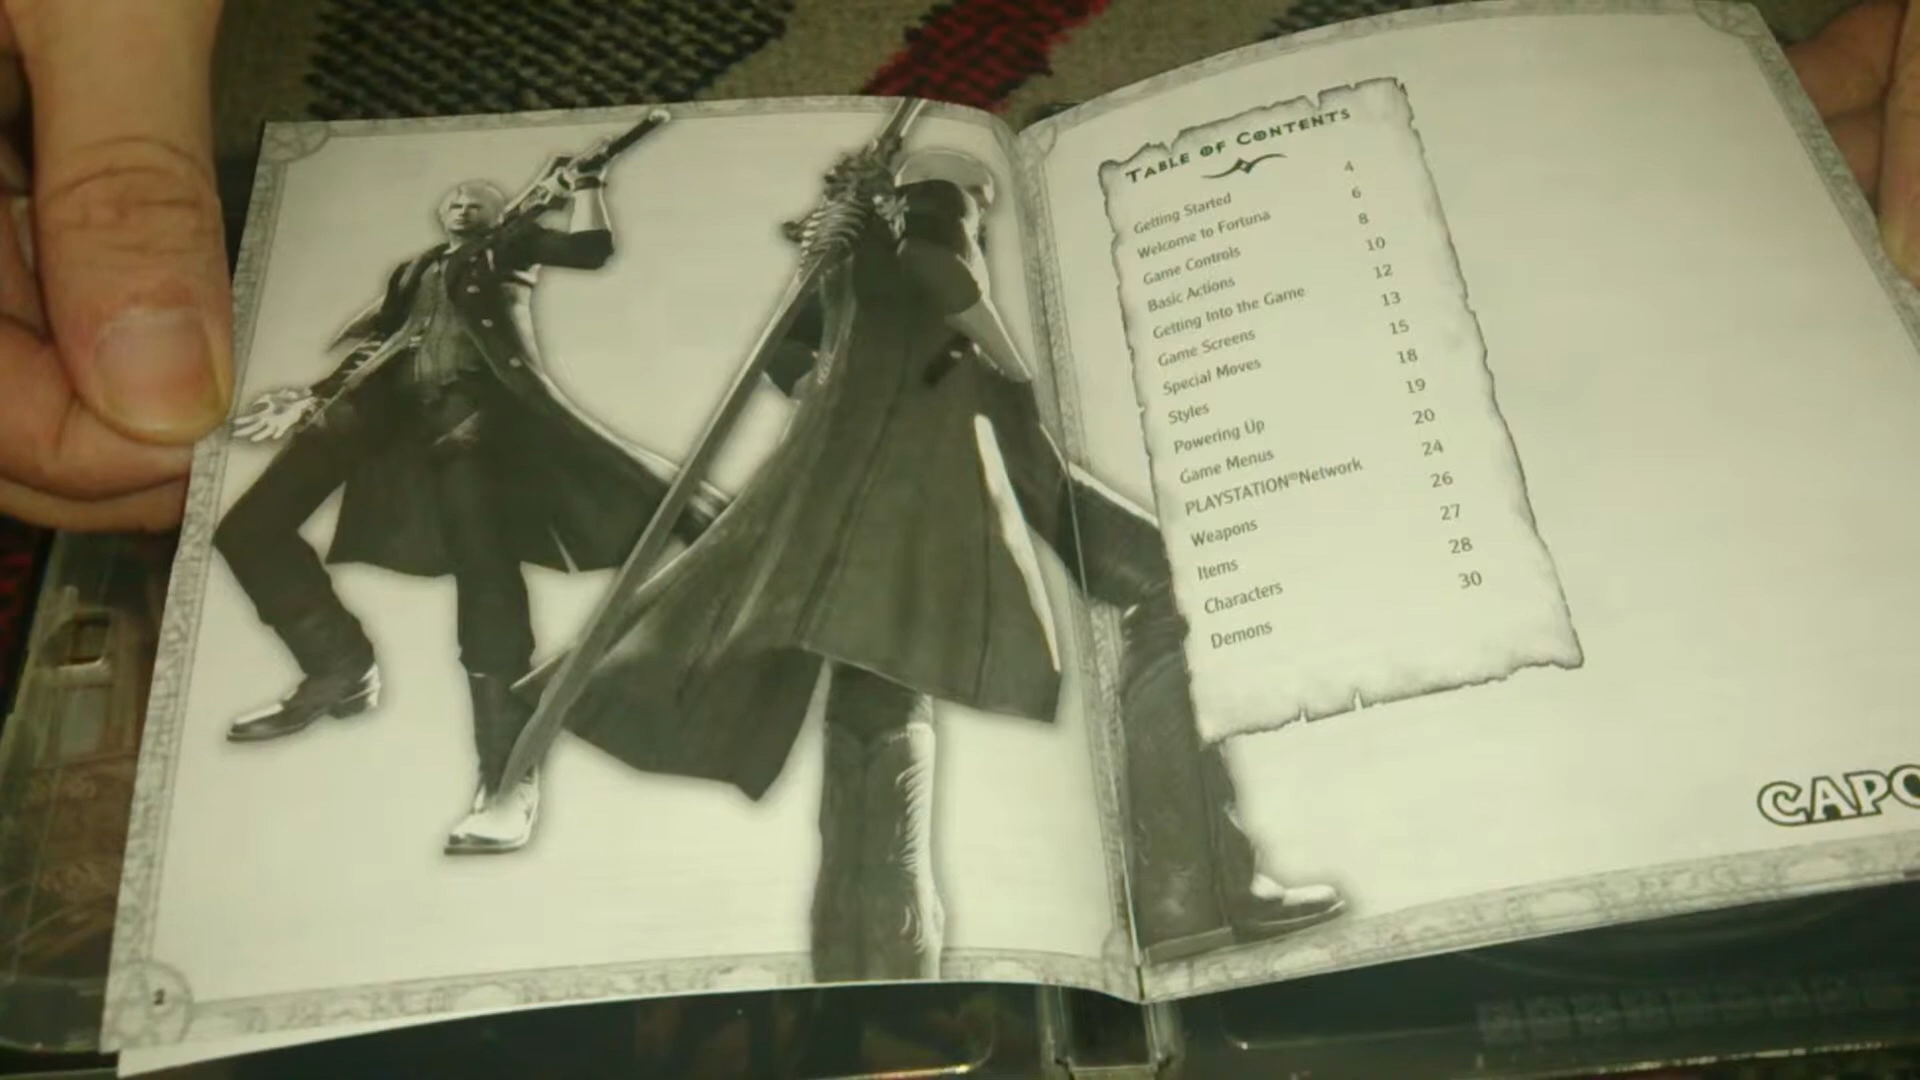 TABLE OF CONTENTS
Getting Started 4
Welcome to Fortuna 6
Game Controls 8
Basic Actions 10
Getting Into the Game 12
Game Screens 13
Special Moves 15
Styles 18
Powering Up 19
Game Menus 20
PLAYSTATION®Network 24
Weapons 26
Items 27
Characters 28
Demons 30
CAPC
2